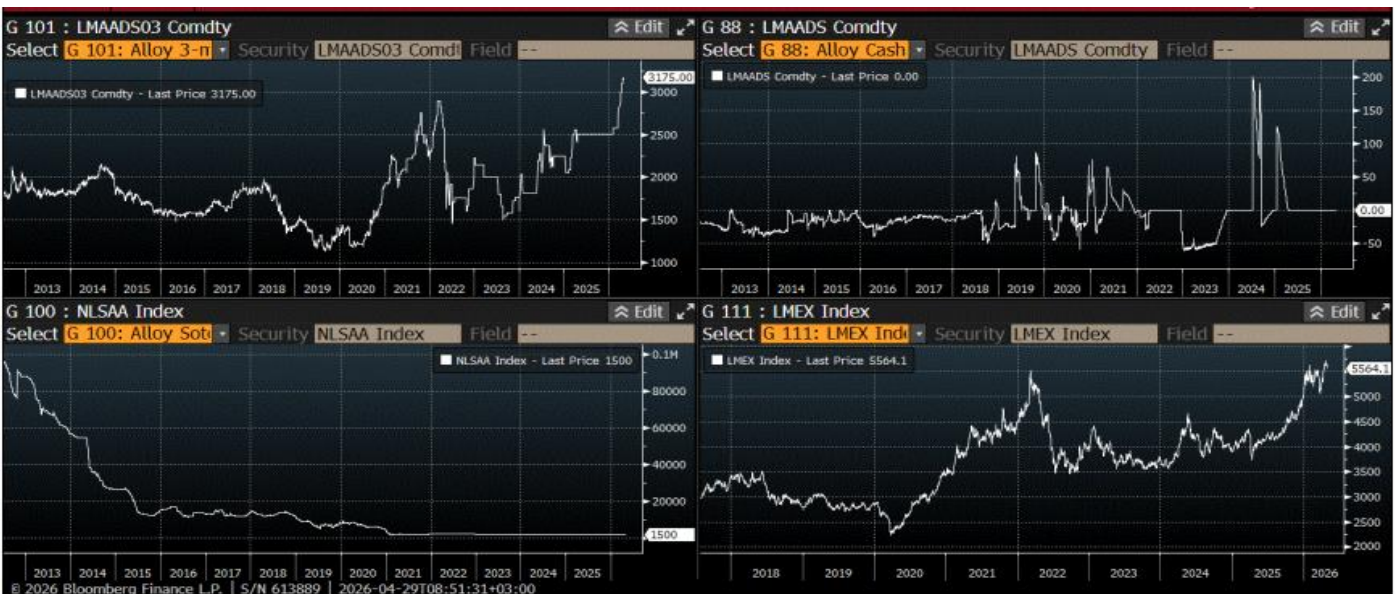 G 101 : LMAADS03 Comdty
Edit
Select G 101: Alloy 3-m Security LMAADS03 Comdt Field --
LMAADS03 Comdty - Last Price 3175.00
3175.00
3000
2500
2000
1500
1000
2013 2014 2015 2016 2017 2018 2019 2020 2021 2022 2023 2024 2025
G 88 : LMAADS Comdty
Edit
Select G 88: Alloy Cash Security LMAADS Comdty Field --
LMAADS Comdty - Last Price 0.00
200
150
100
50
0.00
-50
2013 2014 2015 2016 2017 2018 2019 2020 2021 2022 2023 2024 2025
G 100 : NLSAA Index
Edit
Select G 100: Alloy Sot Security NLSAA Index Field --
NLSAA Index - Last Price 1500
0.1M
80000
60000
40000
20000
1500
2013 2014 2015 2016 2017 2018 2019 2020 2021 2022 2023 2024 2025
G 111 : LMEX Index
Edit
Select G 111: LMEX Ind Security LMEX Index Field --
LMEX Index - Last Price 5564.1
5564.1
5000
4500
4000
3500
3000
2500
2000
2018 2019 2020 2021 2022 2023 2024 2025 2026
© 2026 Bloomberg Finance L.P. | S/N 613889 | 2026-04-29T08:51:31+03:00